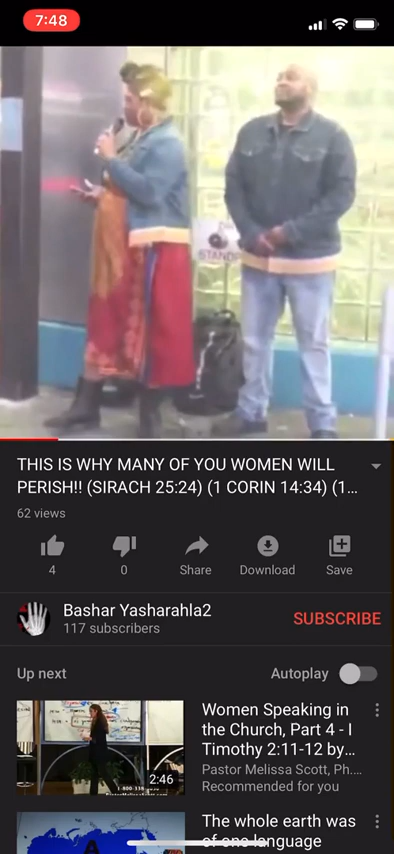 7:48
STAND
THIS IS WHY MANY OF YOU WOMEN WILL
PERISH!! (SIRACH 25:24) (1 CORIN 14:34) (1...
62 views
4
0
Share
Download
Save
Bashar Yasharahla2
117 subscribers
SUBSCRIBE
Up next
Autoplay
2:46
Women Speaking in
the Church, Part 4 - I
Timothy 2:11-12 by...
Pastor Melissa Scott, Ph....
Recommended for you
The whole earth was
of one language